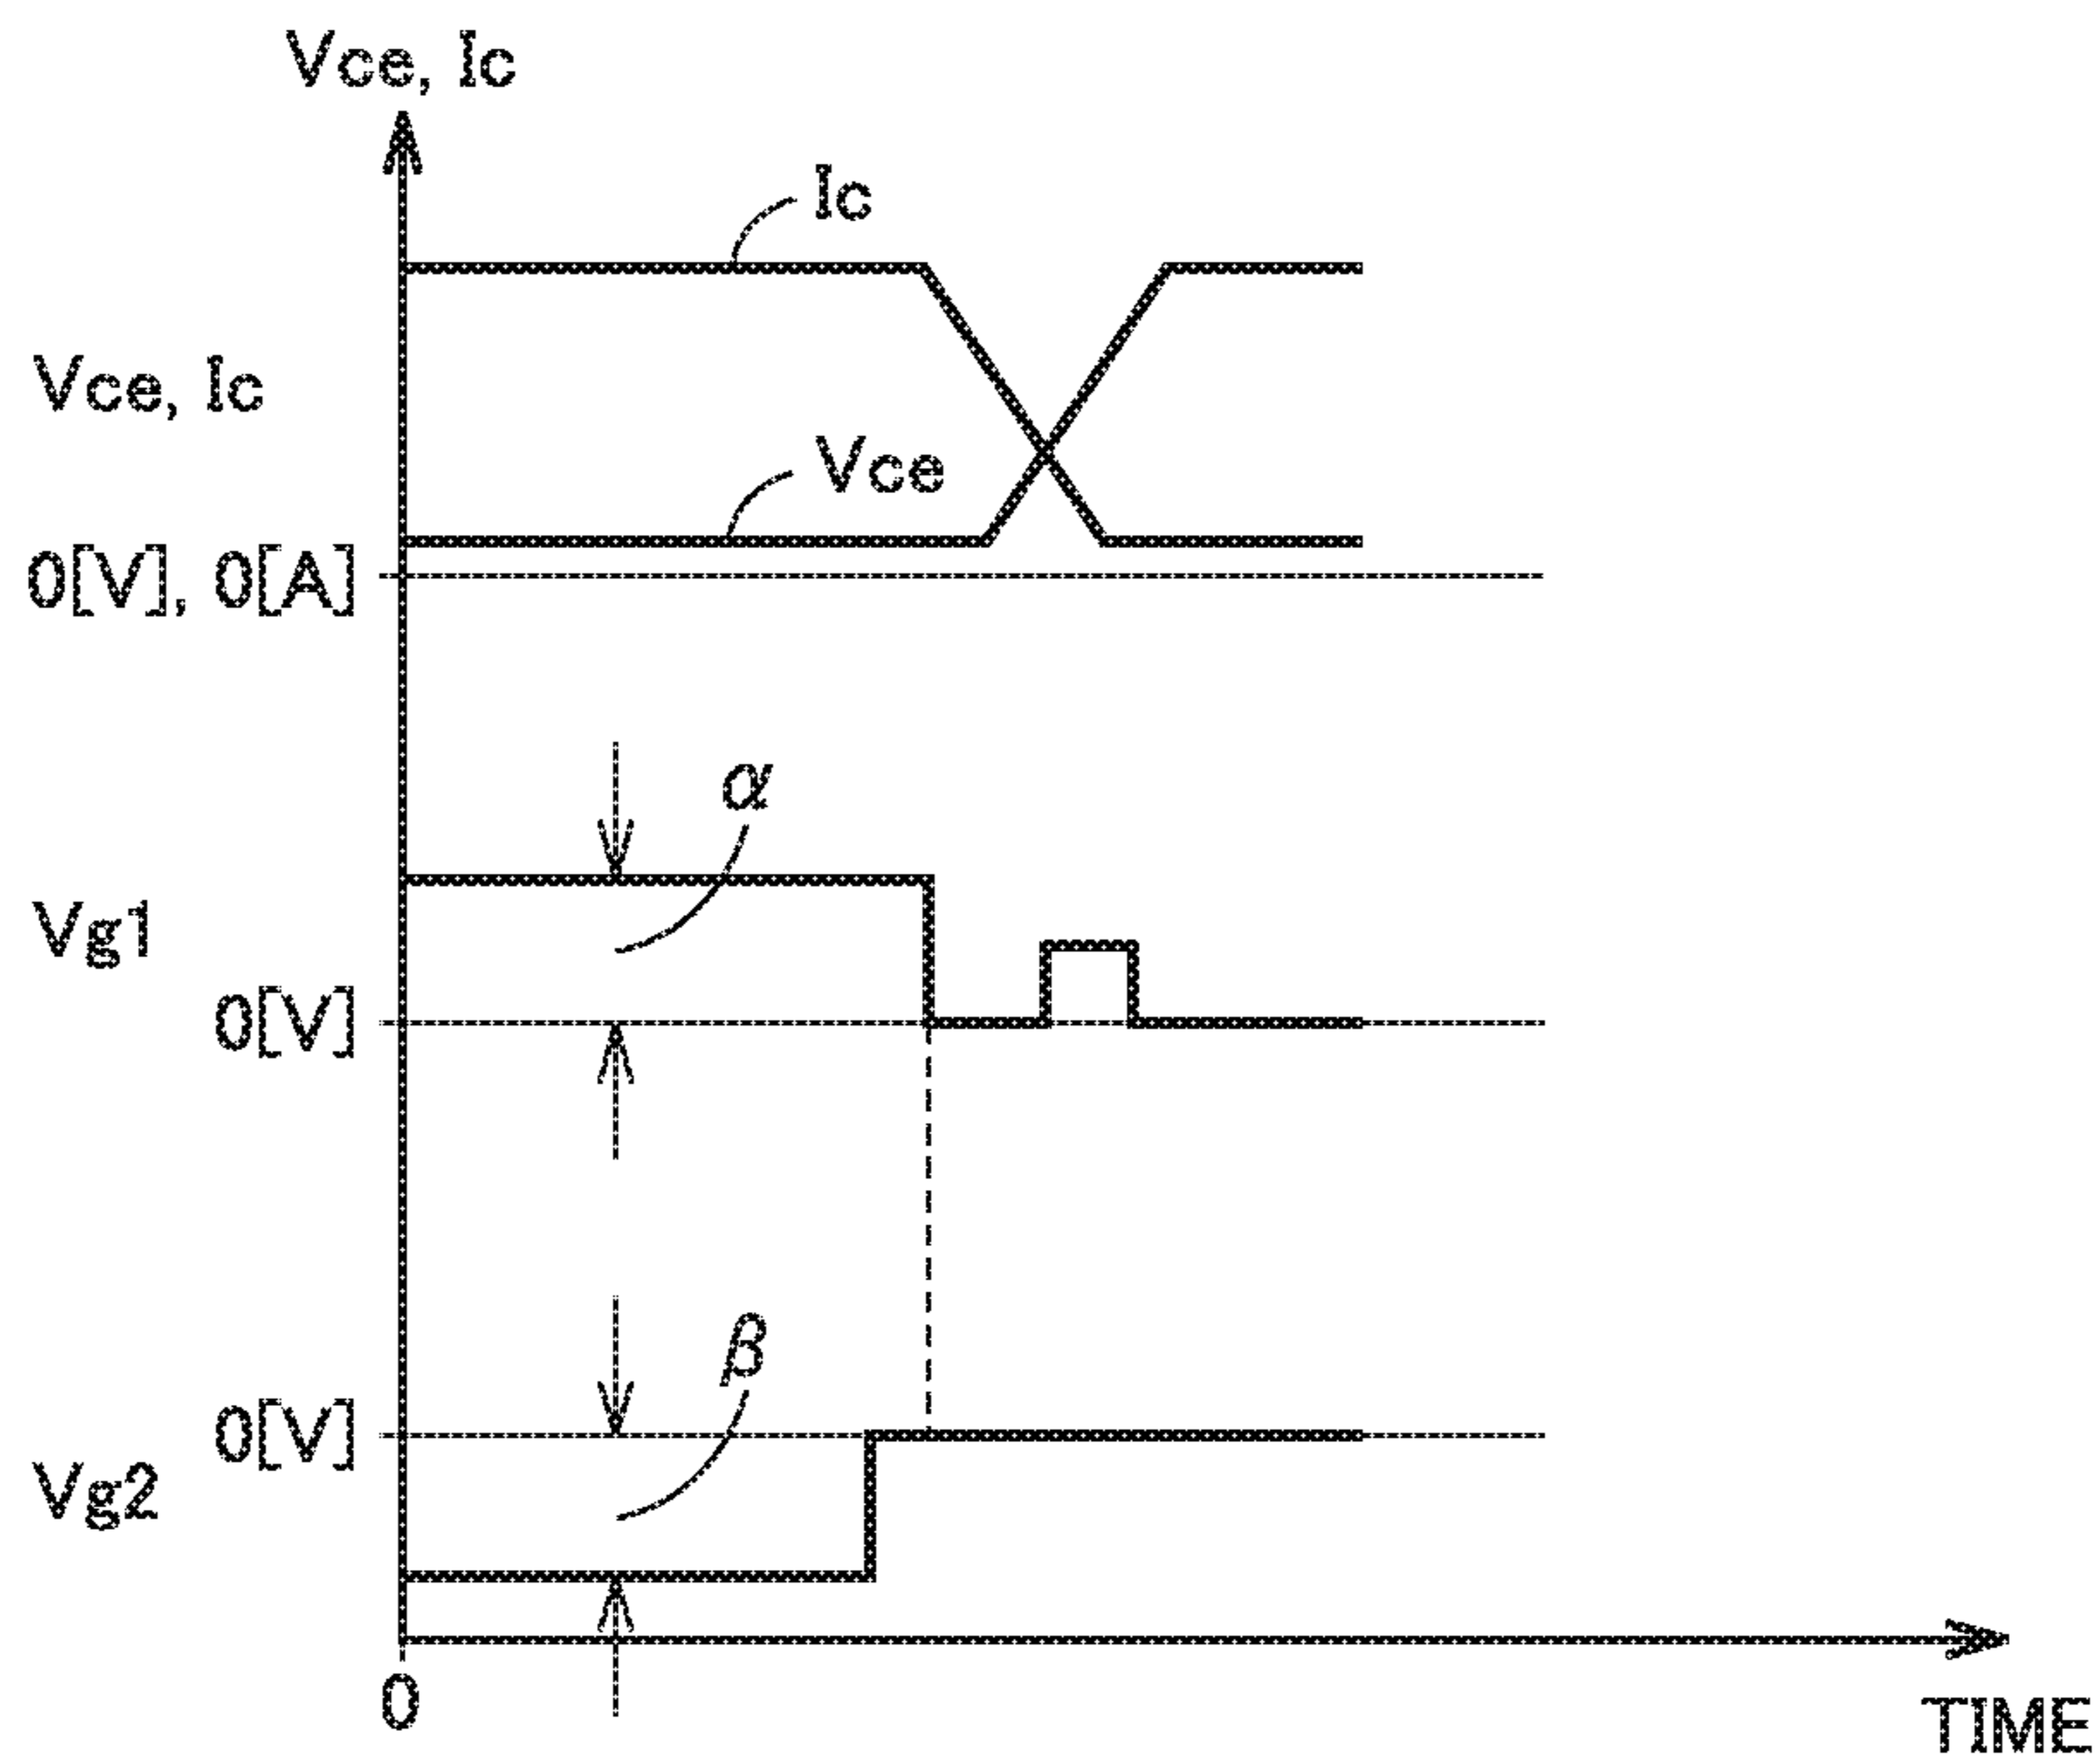 Vce, Ic
Ic
Vce, Ic
Vce
0[V], 0[A]
α
Vg1
0[V]
β
0[V]
Vg2
0
TIME